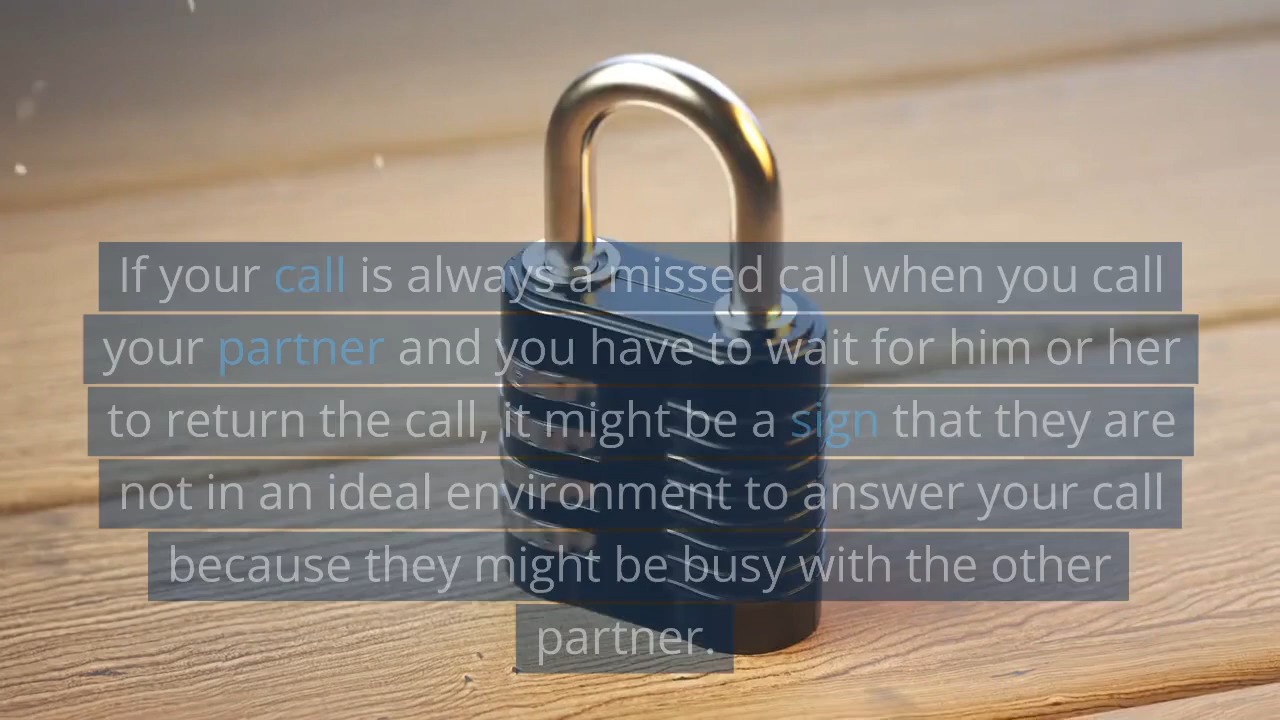 If your call is always a missed call when you call
your partner and you have to wait for him or her
to return the call, it might be a sign that they are
not in an ideal environment to answer your call
because they might be busy with the other
partner.